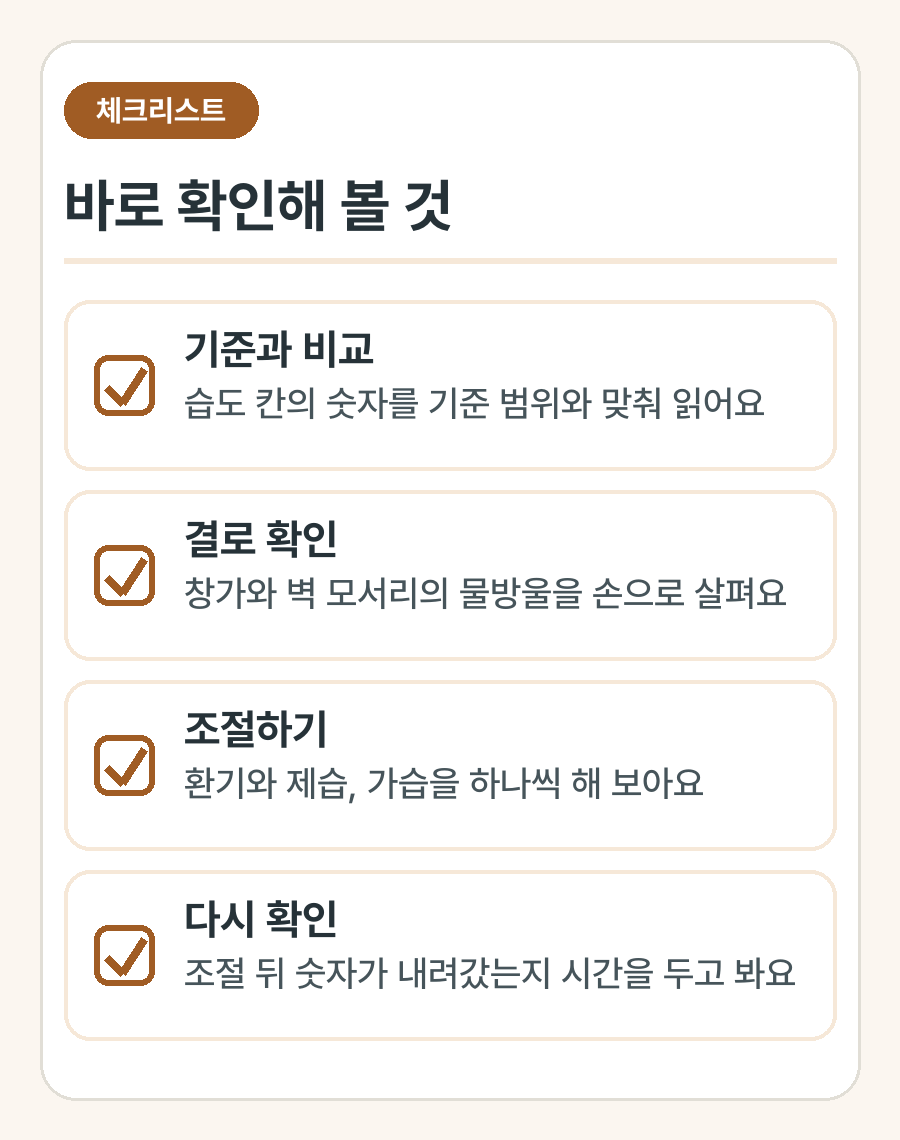 체크리스트
바로 확인해 볼 것
기준과 비교
습도 칸의 숫자를 기준 범위와 맞춰 읽어요
결로 확인
창가와 벽 모서리의 물방울을 손으로 살펴요
조절하기
환기와 제습, 가습을 하나씩 해 보아요
다시 확인
조절 뒤 숫자가 내려갔는지 시간을 두고 봐요